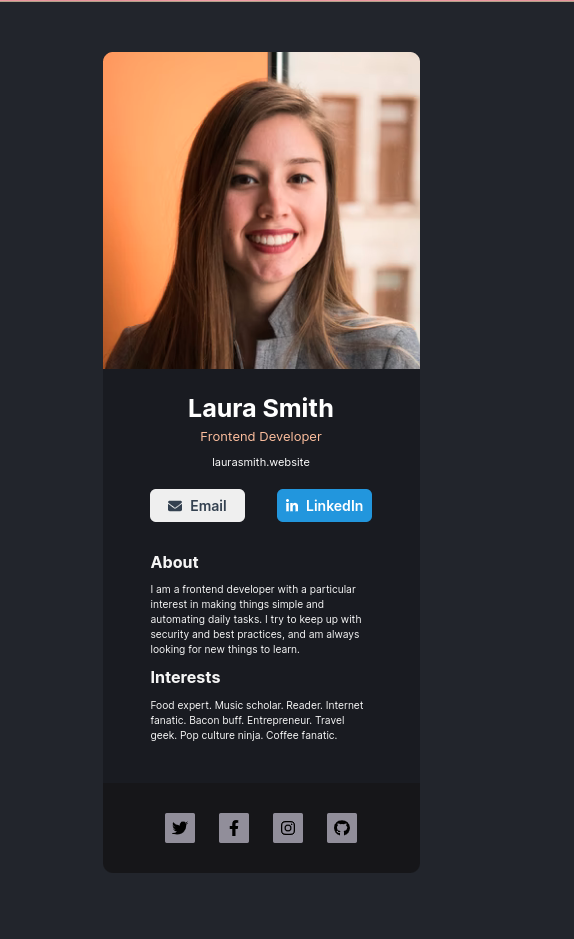 Laura Smith
Frontend Developer
laurasmith.website
Email
LinkedIn
About
I am a frontend developer with a particular
interest in making things simple and
automating daily tasks. I try to keep up with
security and best practices, and am always
looking for new things to learn.
Interests
Food expert. Music scholar. Reader. Internet
fanatic. Bacon buff. Entrepreneur. Travel
geek. Pop culture ninja. Coffee fanatic.